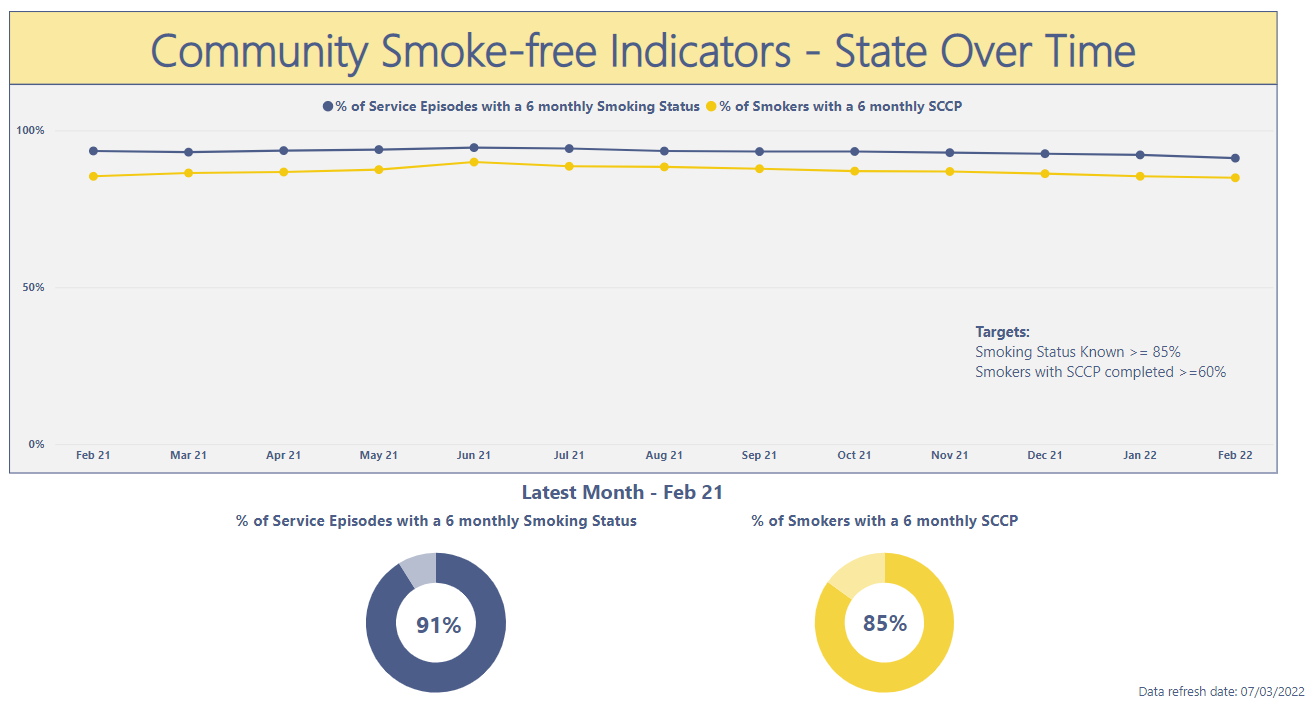 Community Smoke-free Indicators - State Over Time
% of Service Episodes with a 6 monthly Smoking Status % of Smokers with a 6 monthly SCCP
100%
50%
Targets:
Smoking Status Known >= 85%
Smokers with SCCP completed >=60%
0%
Feb 21 Mar 21 Apr 21 May 21 Jun 21 Jul 21 Aug 21 Sep 21 Oct 21 Nov 21 Dec 21 Jan 22 Feb 22
Latest Month - Feb 21
% of Service Episodes with a 6 monthly Smoking Status % of Smokers with a 6 monthly SCCP
91% 85%
Data refresh date: 07/03/2022